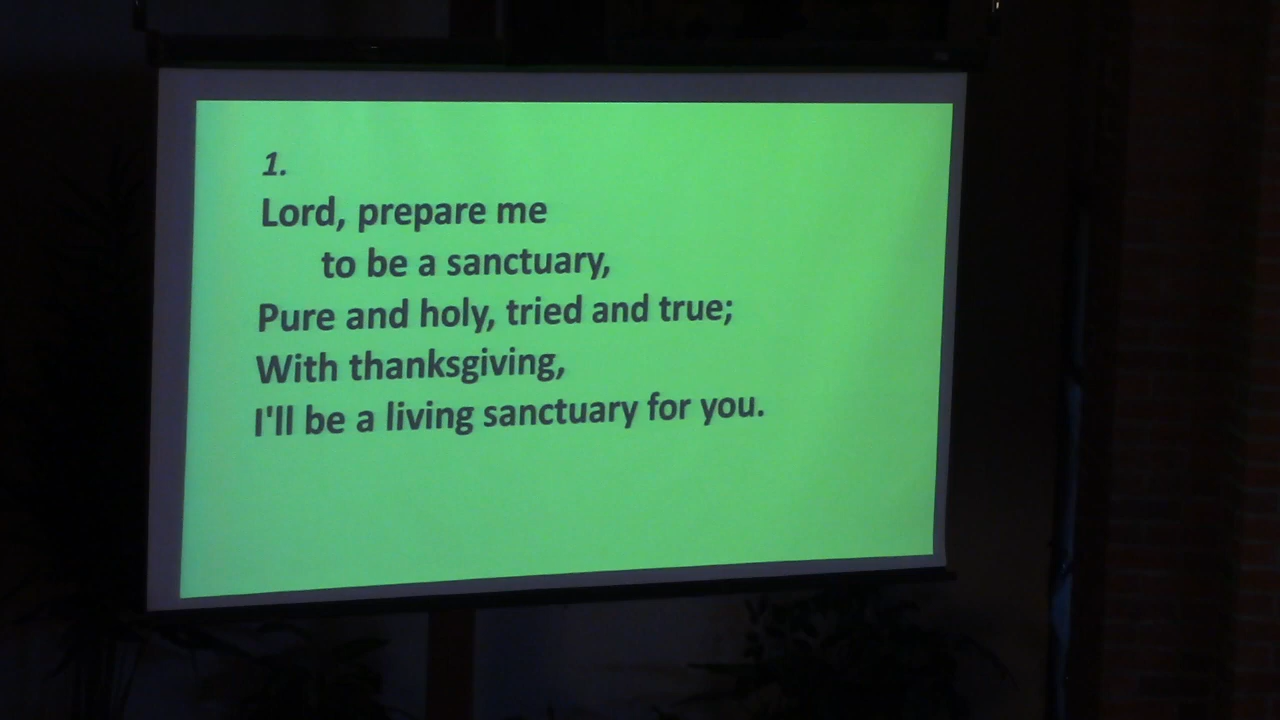 1.
Lord, prepare me
to be a sanctuary,
Pure and holy, tried and true;
With thanksgiving,
I'll be a living sanctuary for you.